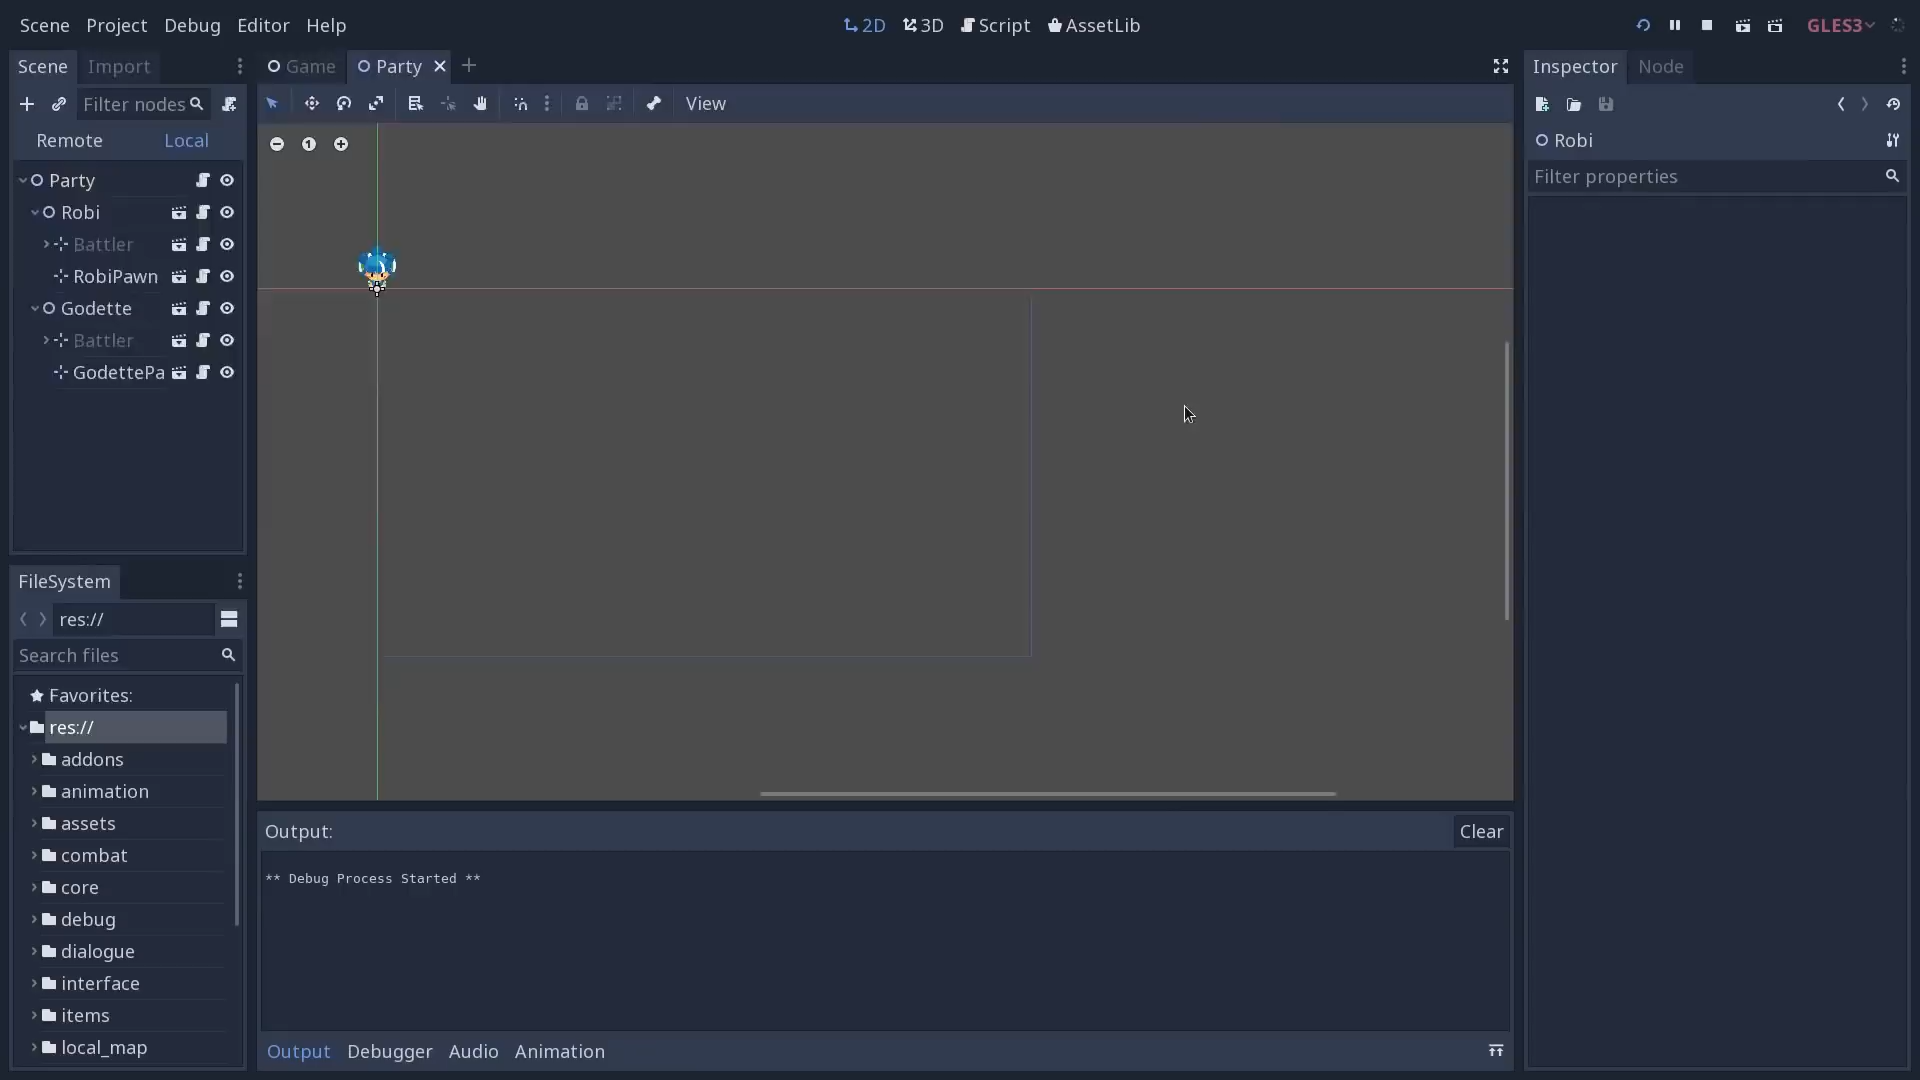 Scene Project Debug Editor Help 2D 3D Script AssetLib GLES3
Scene Import
Filter nodes
Remote Local
Party
Robi
Battler
RobiPawn
Godette
Battler
GodettePa
FileSystem
res://
Search files
Favorites:
res://
addons
animation
assets
combat
core
debug
dialogue
interface
items
local_map
Game Party
View
1
Output:
Clear
** Debug Process Started **
Output Debugger Audio Animation
Inspector Node
Robi
Filter properties